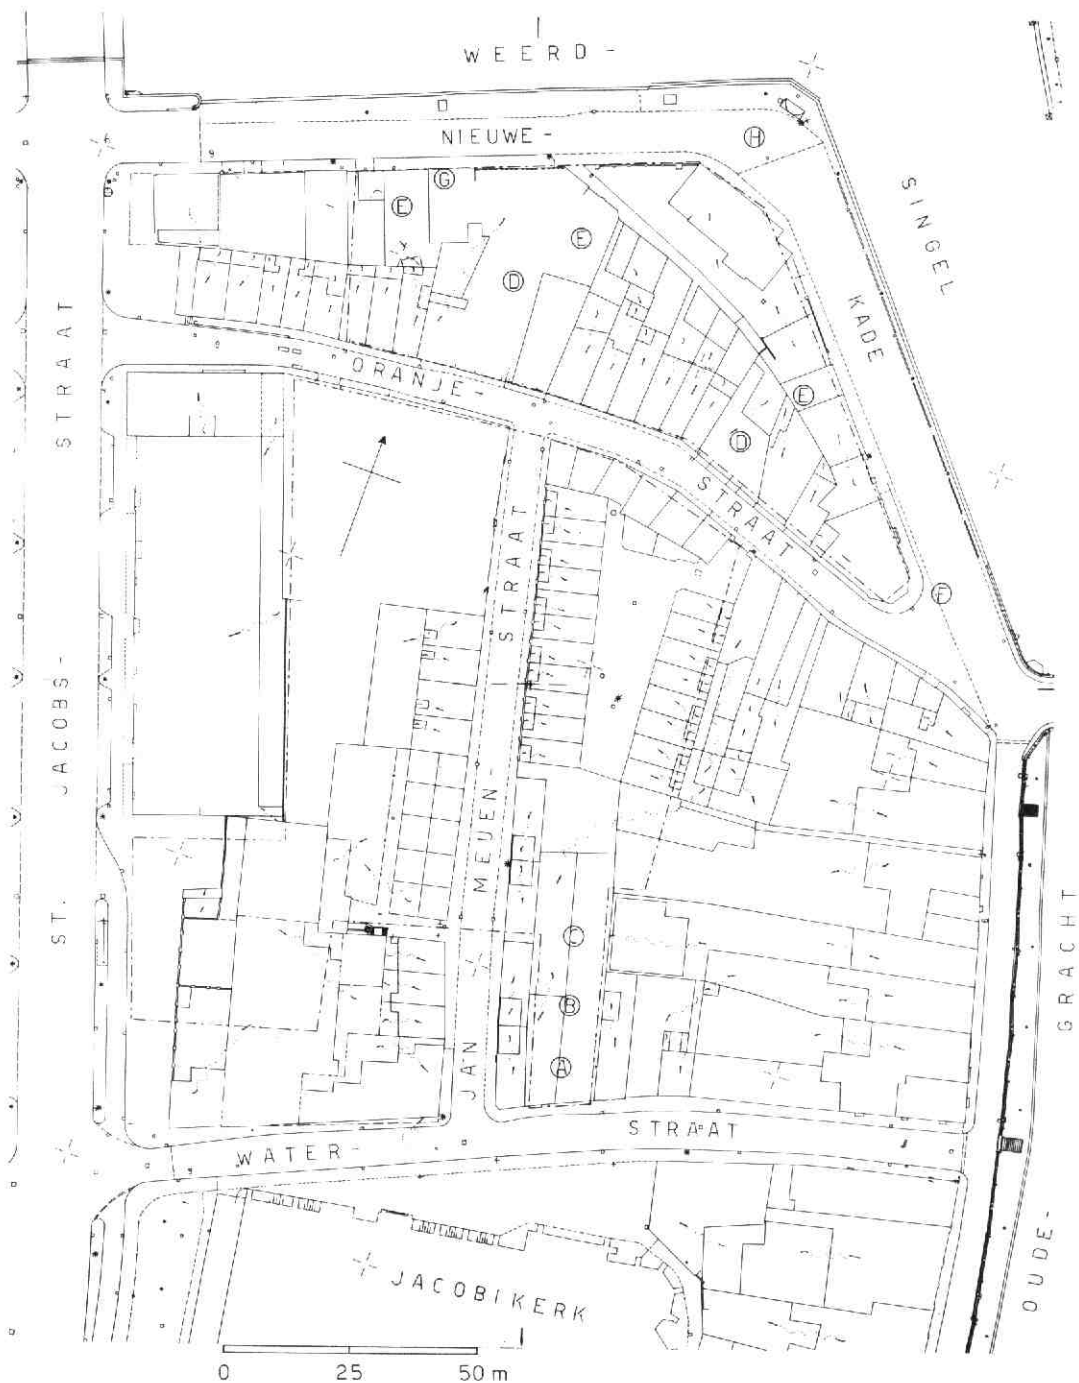 WEERD-
NIEUWE-
H
G
E
SINGEL
E
D
KADE
STRAAT
ORANJE-
E
D
STRAAT
STRAAT
F
JACOBS-
MEUEN-
ST.
C
GRACHT
B
A
JAN
STRAAT
WATER-
OUDE-
JACOBIKERK
0 25 50 m